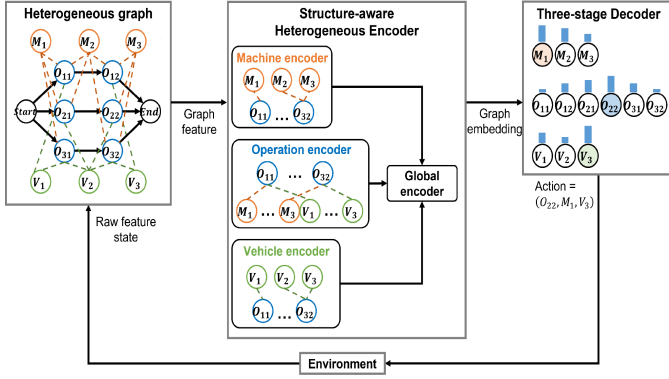 Heterogeneous graph
M1 M2 M3
O11 O12
Start O21 O22 End
O31 O32
V1 V2 V3
Graph
feature
Structure-aware
Heterogeneous Encoder
Machine encoder
M1 M2 M3
O11 ... O32
Operation encoder
O11 ... O32
M1 ... M3 V1 ... V3
Vehicle encoder
V1 V2 V3
O11 ... O32
Global
encoder
Graph
embedding
Three-stage Decoder
M1 M2 M3
O11 O12 O21 O22 O31 O32
V1 V2 V3
Action =
(O22, M1, V3)
Raw feature
state
Environment